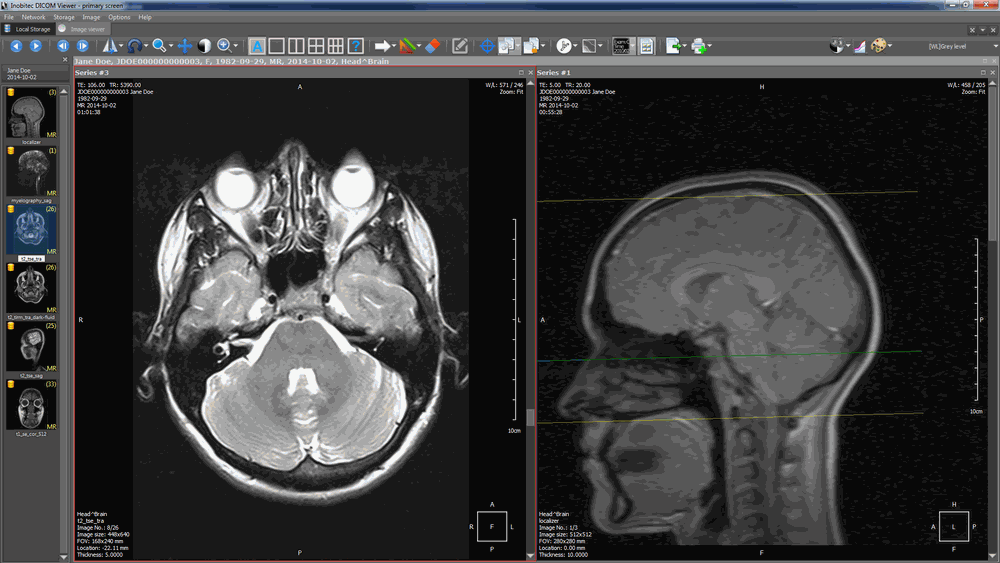 Inobitec DICOM Viewer - primary screen
File Network Storage Image Options Help
Local Storage Image viewer
[WL]Grey level
Jane Doe
2014-10-02
Jane Doe, JDOE00000000003, F, 1982-09-29, MR, 2014-10-02, Head^Brain
(3)
MR
localizer
(1)
MR
myelography_sag
(26)
MR
t2_tse_tra
(26)
MR
t2_tirm_tra_dark-fluid
(25)
MR
t2_tse_sag
(33)
MR
t1_se_cor_512
Series #3
TE: 106.00 TR: 5390.00
JDOE00000000003 Jane Doe
1982-09-29
MR 2014-10-02
01:01:38
A
W/L: 571 / 246
Zoom: Fit
R
L
10cm
Head^Brain
t2_tse_tra
Image No.: 8/26
Image size: 448x640
FOV: 168x240 mm
Location: -22.11 mm
Thickness: 5.0000
P
A
R F L
P
Series #1
TE: 5.00 TR: 20.00
JDOE00000000003 Jane Doe
1982-09-29
MR 2014-10-02
00:55:28
H
W/L: 458 / 205
Zoom: Fit
A
P
10cm
Head^Brain
localizer
Image No.: 1/3
Image size: 512x512
FOV: 280x280 mm
Location: 0.00 mm
Thickness: 10.0000
F
H
A L P
F